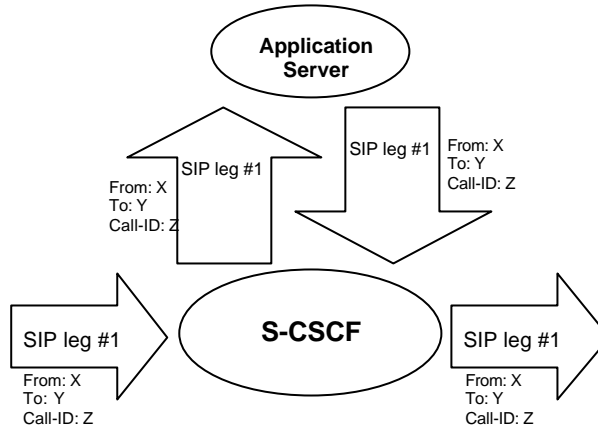 Application
Server
SIP leg #1
From: X
To: Y
Call-ID: Z
SIP leg #1
From: X
To: Y
Call-ID: Z
SIP leg #1
From: X
To: Y
Call-ID: Z
S-CSCF
SIP leg #1
From: X
To: Y
Call-ID: Z